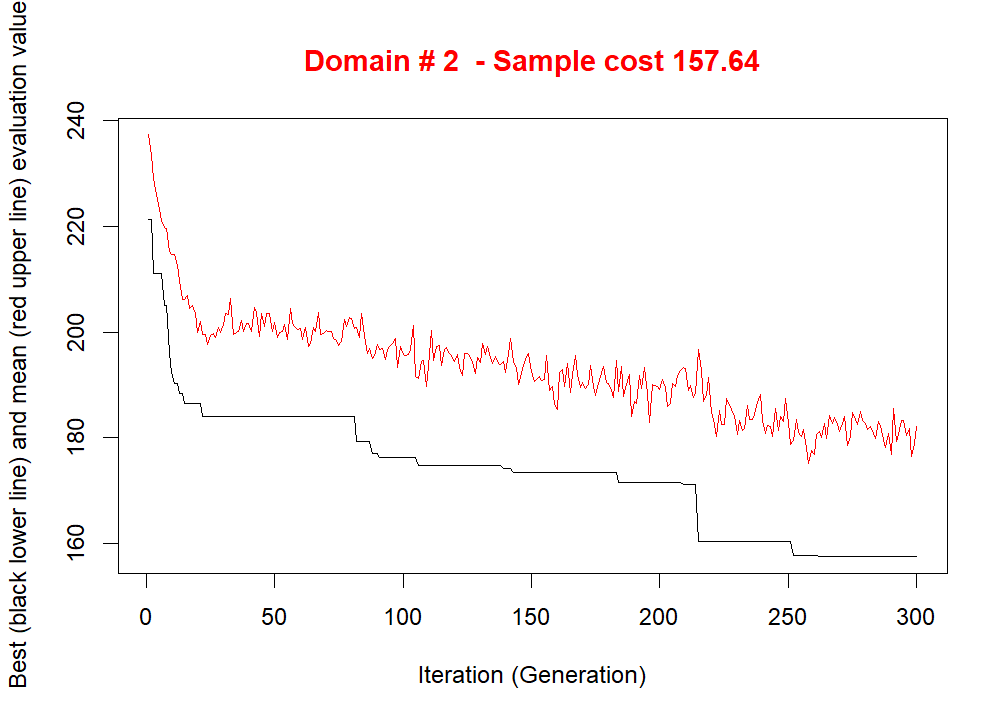 Domain # 2  - Sample cost 157.64
Best (black lower line) and mean (red upper line) evaluation value
240
220
200
180
160
0 50 100 150 200 250 300
Iteration (Generation)